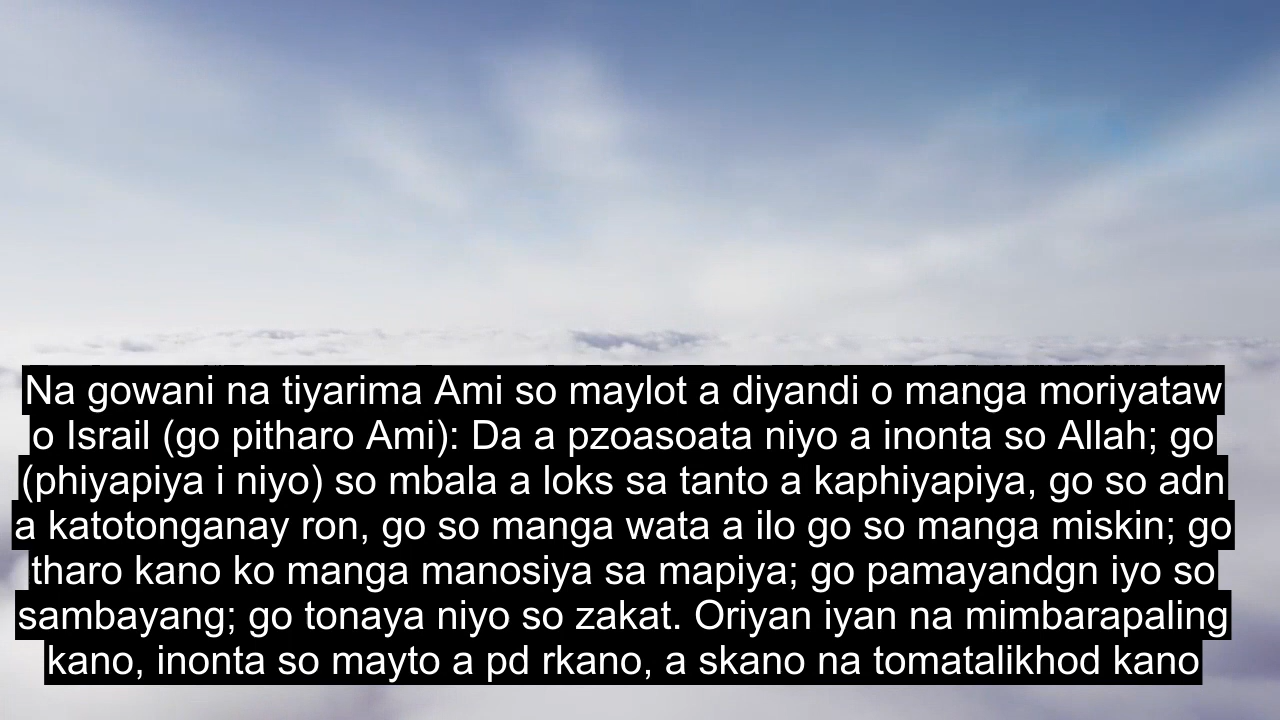 Na gowani na tiyarima Ami so maylot a diyandi o manga moriyataw
o Israil (go pitharo Ami): Da a pzoasoata niyo a inonta so Allah; go
(phiyapiya i niyo) so mbala a loks sa tanto a kaphiyapiya, go so adn
a katotonganay ron, go so manga wata a ilo go so manga miskin; go
tharo kano ko manga manosiya sa mapiya; go pamayandgn iyo so
sambayang; go tonaya niyo so zakat. Oriyan iyan na mimbarapaling
kano, inonta so mayto a pd rkano, a skano na tomatalikhod kano